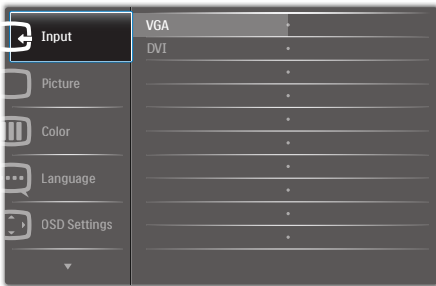 Input
Picture
Color
Language
OSD Settings
VGA
DVI